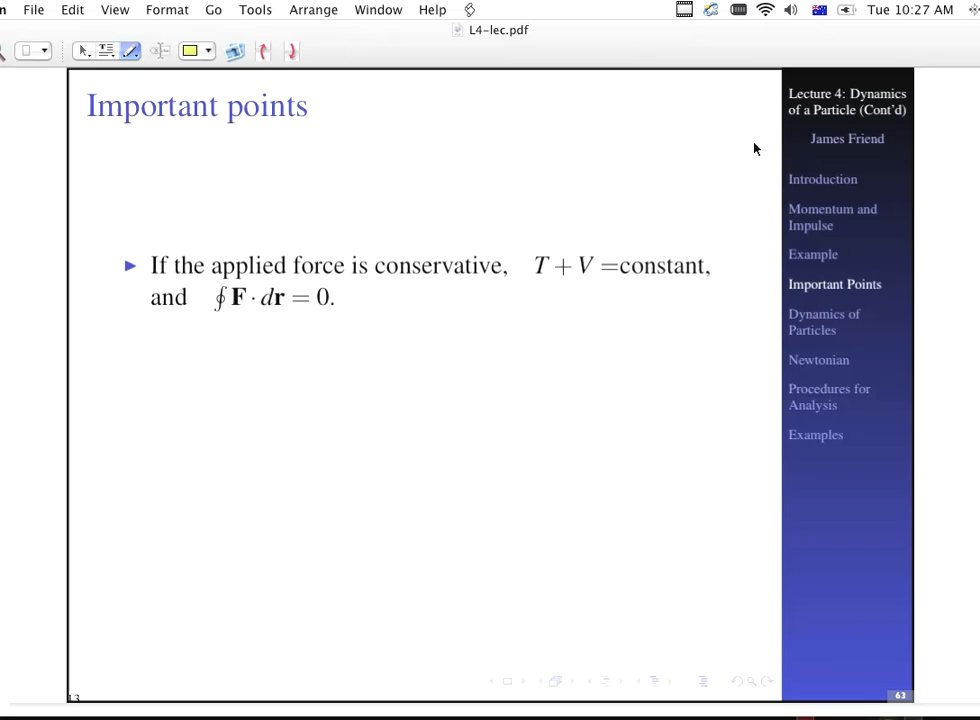 File Edit View Format Go Tools Arrange Window Help
Tue 10:27 AM
L4-lec.pdf
Important points
► If the applied force is conservative, T + V =constant,
and ∮ F · dr = 0.
Lecture 4: Dynamics
of a Particle (Cont'd)
James Friend
Introduction
Momentum and
Impulse
Example
Important Points
Dynamics of
Particles
Newtonian
Procedures for
Analysis
Examples
63